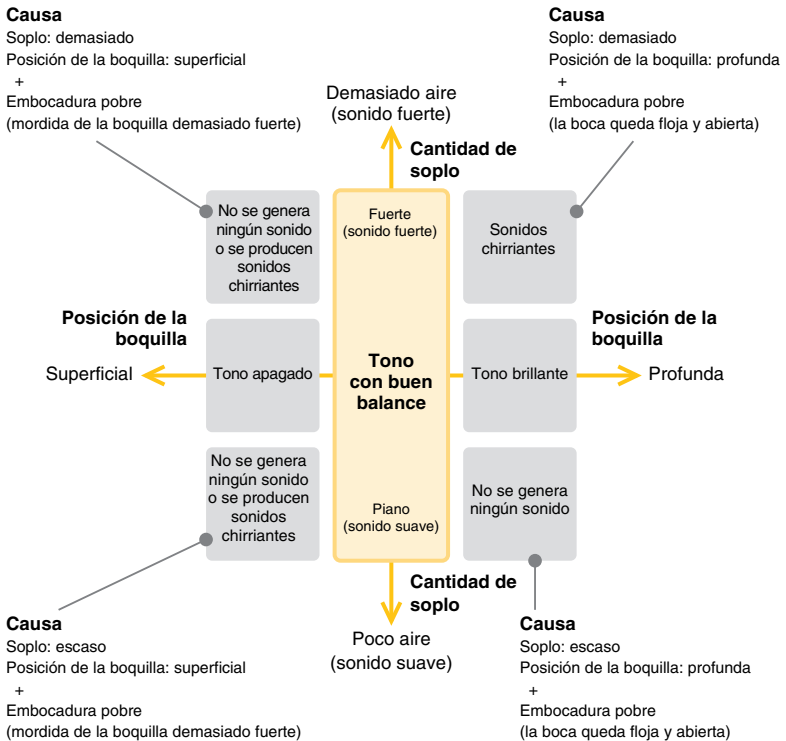 Causa
Soplo: demasiado
Posición de la boquilla: superficial
+
Embocadura pobre
(mordida de la boquilla demasiado fuerte)
Causa
Soplo: demasiado
Posición de la boquilla: profunda
+
Embocadura pobre
(la boca queda floja y abierta)
Demasiado aire
(sonido fuerte)
Cantidad de
soplo
No se genera
ningún sonido
o se producen
sonidos
chirriantes
Fuerte
(sonido fuerte)
Sonidos
chirriantes
Posición de la
boquilla
Superficial
Tono apagado
Tono
con buen
balance
Tono brillante
Posición de la
boquilla
Profunda
No se genera
ningún sonido
o se producen
sonidos
chirriantes
Piano
(sonido suave)
No se genera
ningún sonido
Cantidad de
soplo
Poco aire
(sonido suave)
Causa
Soplo: escaso
Posición de la boquilla: superficial
+
Embocadura pobre
(mordida de la boquilla demasiado fuerte)
Causa
Soplo: escaso
Posición de la boquilla: profunda
+
Embocadura pobre
(la boca queda floja y abierta)